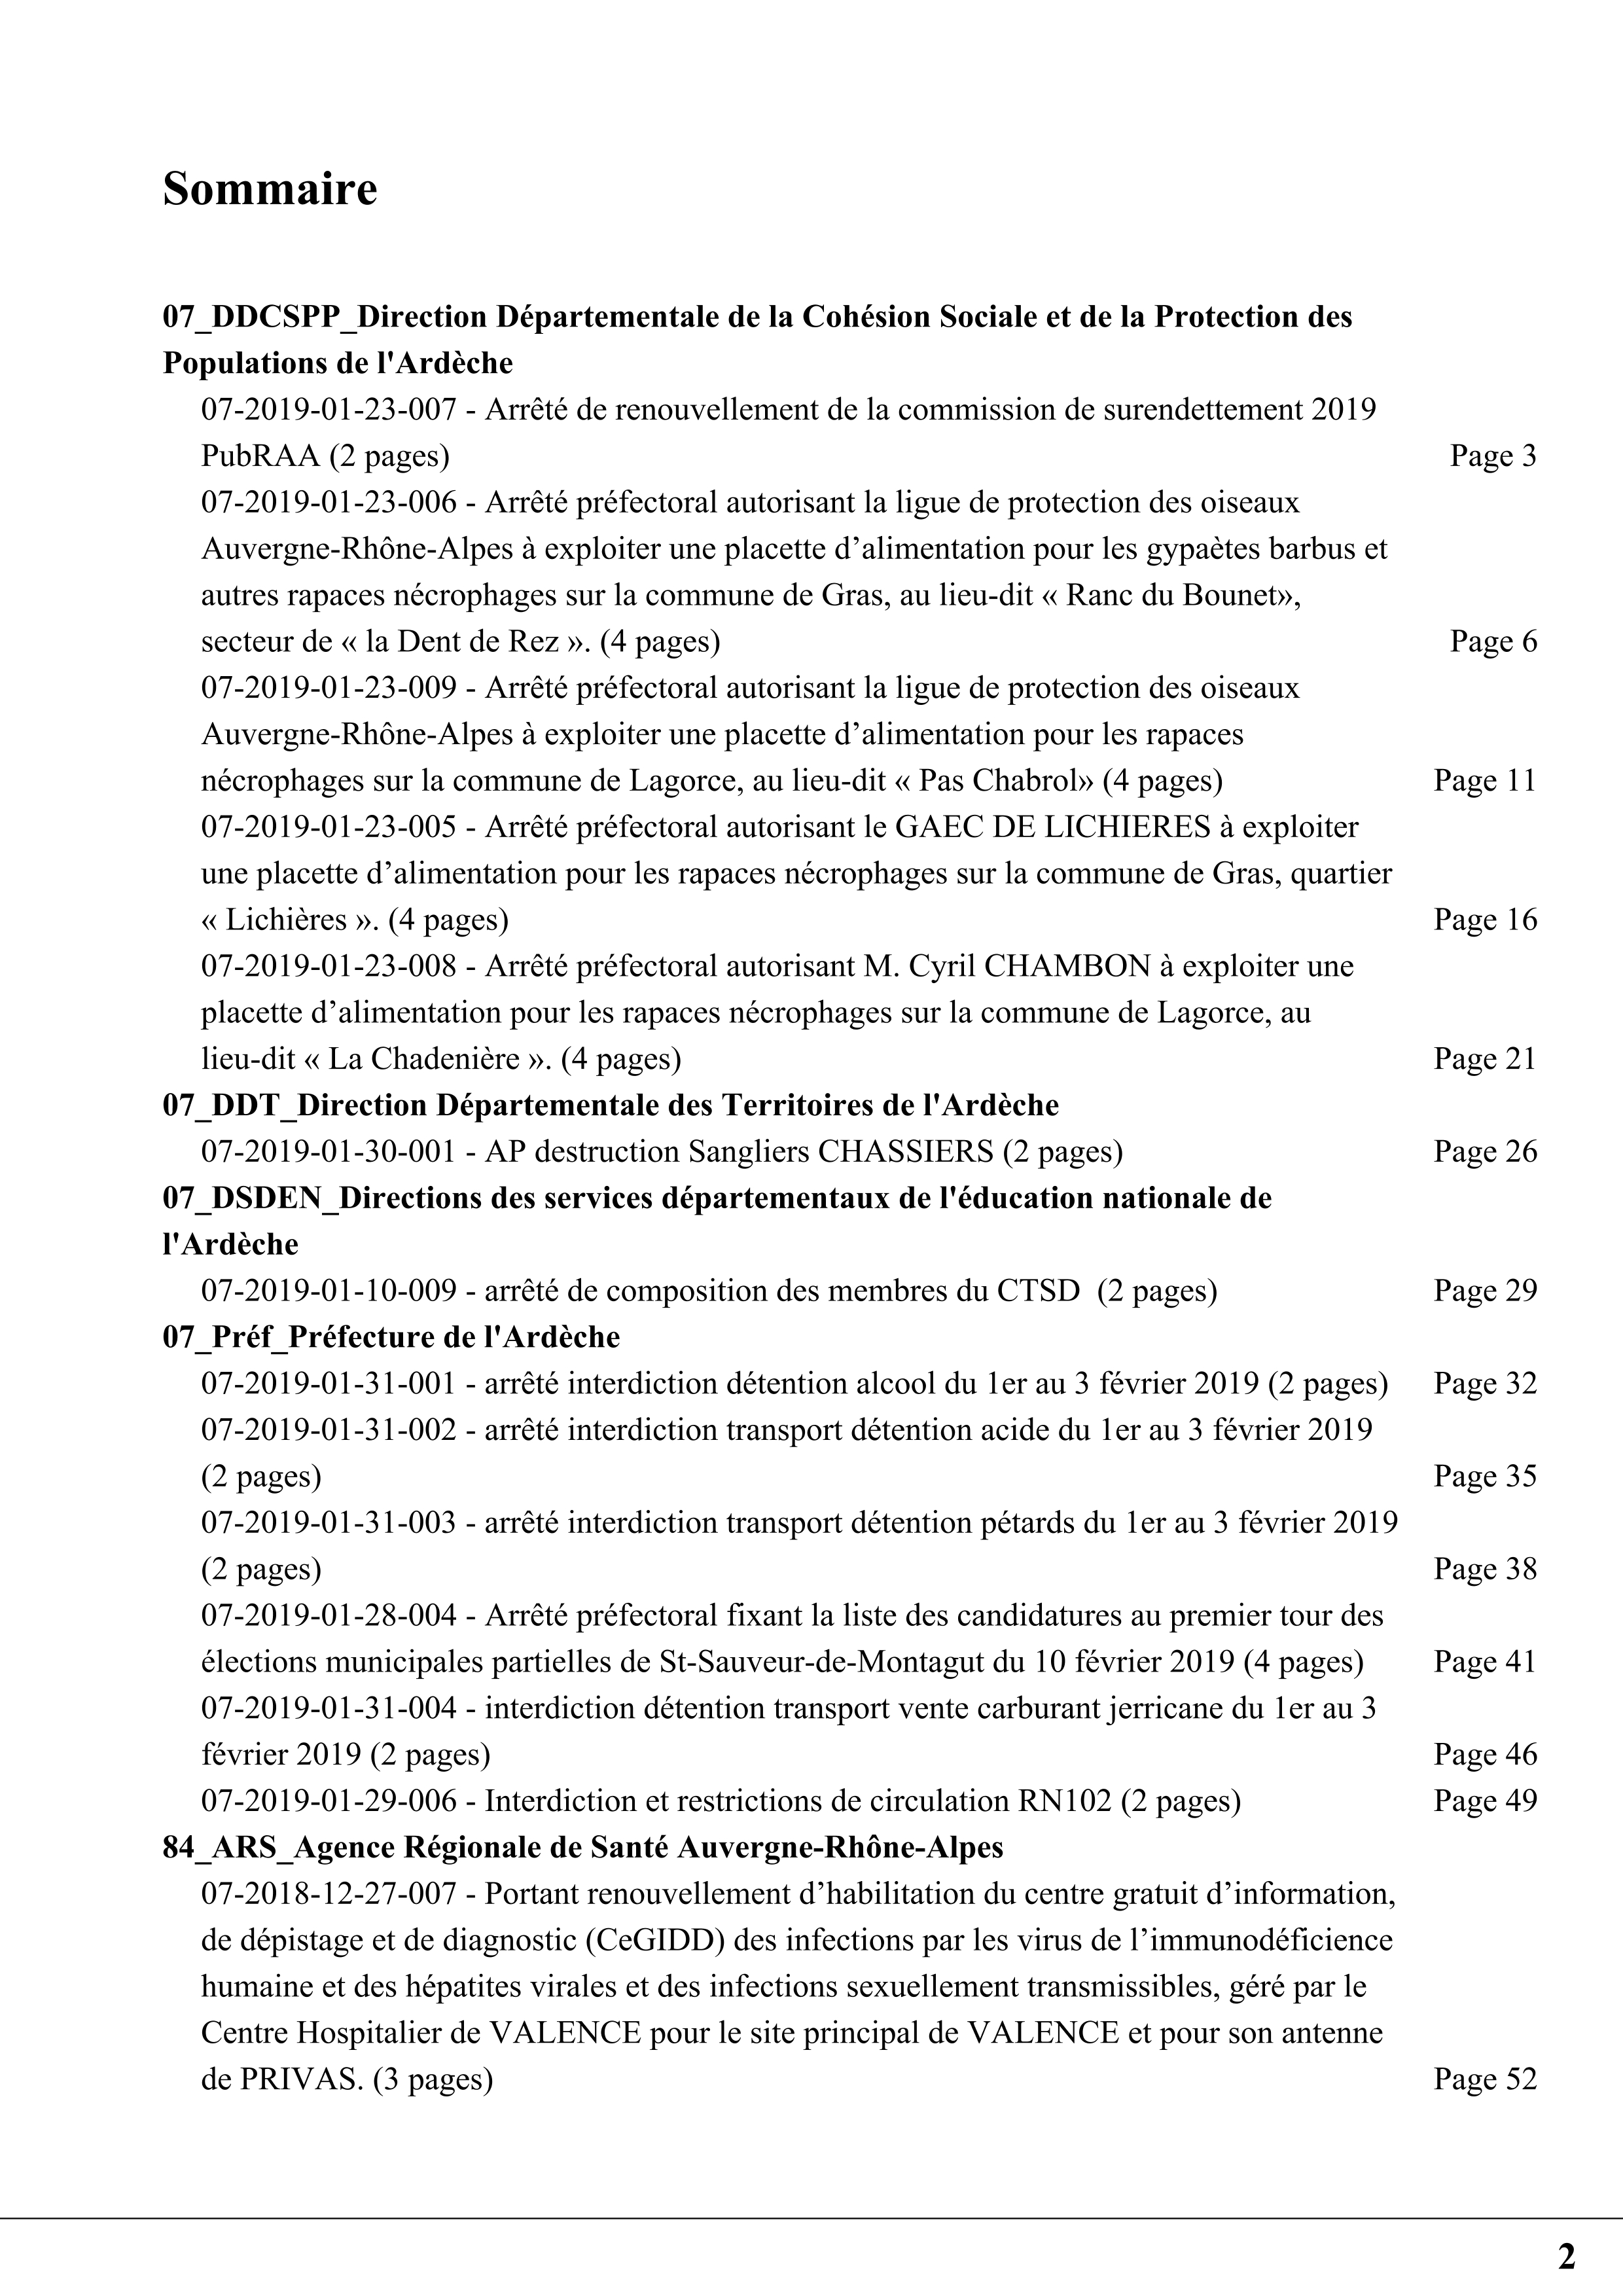 Sommaire
07_DDCSPP_Direction Départementale de la Cohésion Sociale et de la Protection des
Populations de l'Ardèche
07-2019-01-23-007 - Arrêté de renouvellement de la commission de surendettement 2019
PubRAA (2 pages) Page 3
07-2019-01-23-006 - Arrêté préfectoral autorisant la ligue de protection des oiseaux
Auvergne-Rhône-Alpes à exploiter une placette d’alimentation pour les gypaètes barbus et
autres rapaces nécrophages sur la commune de Gras, au lieu-dit « Ranc du Bounet»,
secteur de « la Dent de Rez ». (4 pages) Page 6
07-2019-01-23-009 - Arrêté préfectoral autorisant la ligue de protection des oiseaux
Auvergne-Rhône-Alpes à exploiter une placette d’alimentation pour les rapaces
nécrophages sur la commune de Lagorce, au lieu-dit « Pas Chabrol» (4 pages) Page 11
07-2019-01-23-005 - Arrêté préfectoral autorisant le GAEC DE LICHIERES à exploiter
une placette d’alimentation pour les rapaces nécrophages sur la commune de Gras, quartier
« Lichières ». (4 pages) Page 16
07-2019-01-23-008 - Arrêté préfectoral autorisant M. Cyril CHAMBON à exploiter une
placette d’alimentation pour les rapaces nécrophages sur la commune de Lagorce, au
lieu-dit « La Chadenière ». (4 pages) Page 21
07_DDT_Direction Départementale des Territoires de l'Ardèche
07-2019-01-30-001 - AP destruction Sangliers CHASSIERS (2 pages) Page 26
07_DSDEN_Directions des services départementaux de l'éducation nationale de
l'Ardèche
07-2019-01-10-009 - arrêté de composition des membres du CTSD (2 pages) Page 29
07_Préf_Préfecture de l'Ardèche
07-2019-01-31-001 - arrêté interdiction détention alcool du 1er au 3 février 2019 (2 pages) Page 32
07-2019-01-31-002 - arrêté interdiction transport détention acide du 1er au 3 février 2019
(2 pages) Page 35
07-2019-01-31-003 - arrêté interdiction transport détention pétards du 1er au 3 février 2019
(2 pages) Page 38
07-2019-01-28-004 - Arrêté préfectoral fixant la liste des candidatures au premier tour des
élections municipales partielles de St-Sauveur-de-Montagut du 10 février 2019 (4 pages) Page 41
07-2019-01-31-004 - interdiction détention transport vente carburant jerricane du 1er au 3
février 2019 (2 pages) Page 46
07-2019-01-29-006 - Interdiction et restrictions de circulation RN102 (2 pages) Page 49
84_ARS_Agence Régionale de Santé Auvergne-Rhône-Alpes
07-2018-12-27-007 - Portant renouvellement d’habilitation du centre gratuit d’information,
de dépistage et de diagnostic (CeGIDD) des infections par les virus de l’immunodéficience
humaine et des hépatites virales et des infections sexuellement transmissibles, géré par le
Centre Hospitalier de VALENCE pour le site principal de VALENCE et pour son antenne
de PRIVAS. (3 pages) Page 52
2